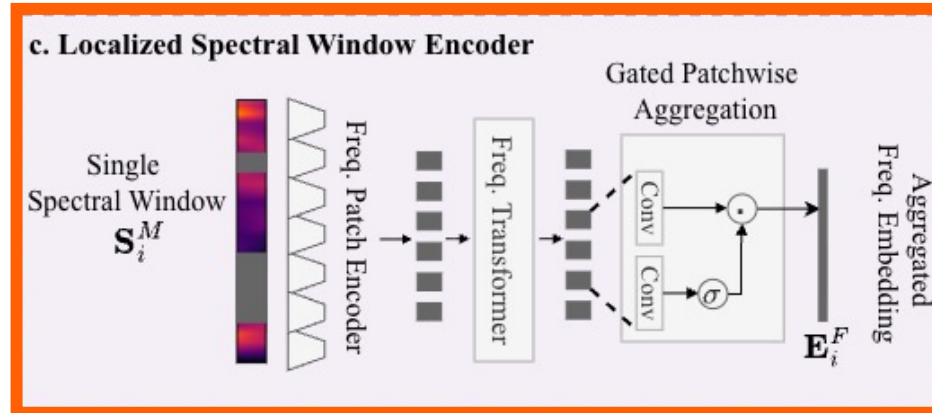 c. Localized Spectral Window Encoder
Single
Spectral Window
S_i^M
Freq. Patch Encoder
Freq. Transformer
Gated Patchwise
Aggregation
Conv
Conv
σ
E_i^F
Aggregated
Freq. Embedding